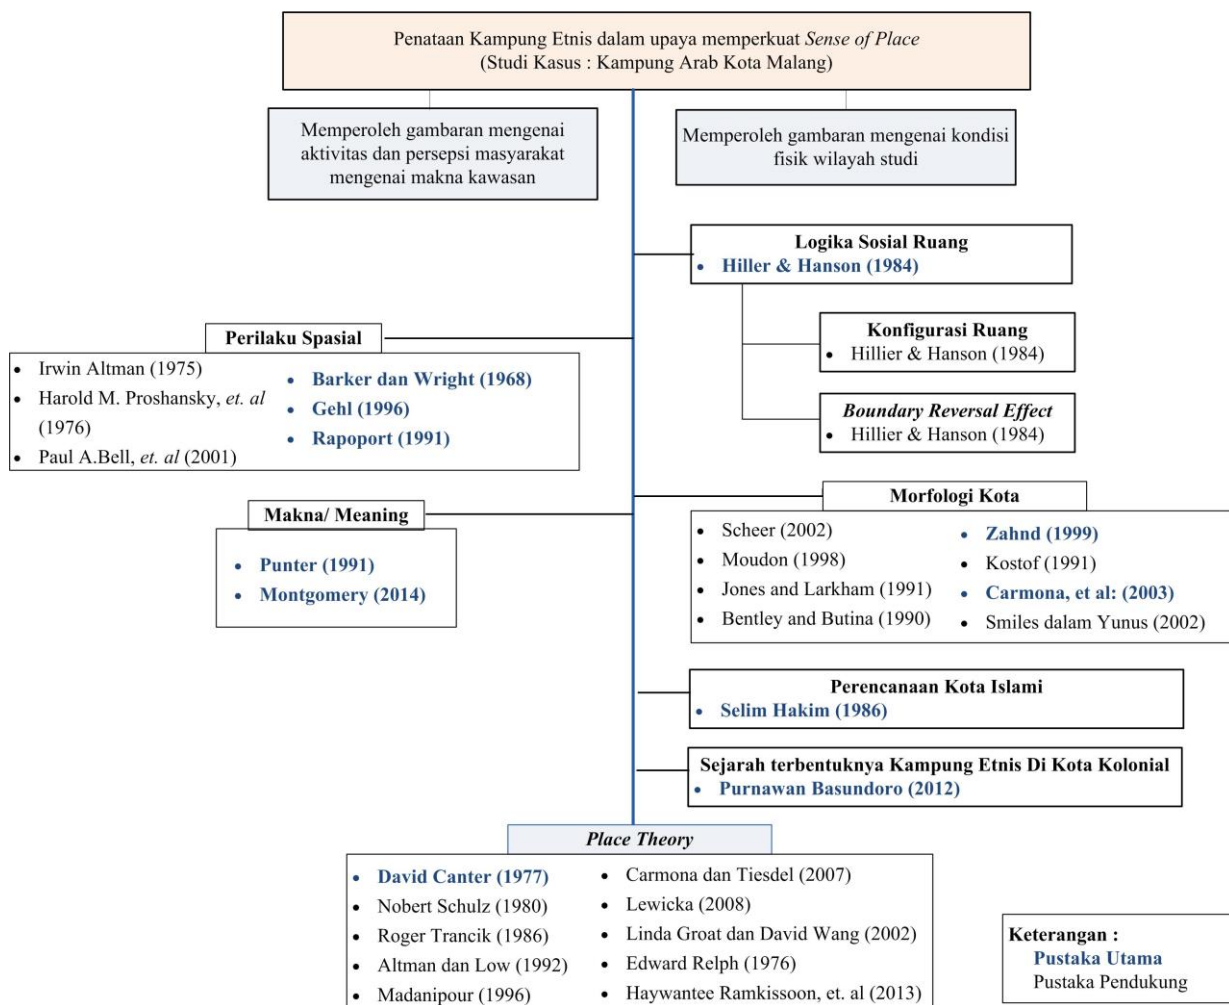 Penataan Kampung Etnis dalam upaya memperkuat Sense of Place
(Studi Kasus : Kampung Arab Kota Malang)
Memperoleh gambaran mengenai
aktivitas dan persepsi masyarakat
mengenai makna kawasan
Memperoleh gambaran mengenai kondisi
fisik wilayah studi
Logika Sosial Ruang
• Hiller & Hanson (1984)
Konfigurasi Ruang
• Hillier & Hanson (1984)
Boundary Reversal Effect
• Hillier & Hanson (1984)
Perilaku Spasial
• Irwin Altman (1975)
• Harold M. Proshansky, et. al
(1976)
• Paul A.Bell, et. al (2001)
• Barker dan Wright (1968)
• Gehl (1996)
• Rapoport (1991)
Makna/ Meaning
• Punter (1991)
• Montgomery (2014)
Morfologi Kota
• Scheer (2002)
• Moudon (1998)
• Jones and Larkham (1991)
• Bentley and Butina (1990)
• Zahnd (1999)
• Kostof (1991)
• Carmona, et al: (2003)
• Smiles dalam Yunus (2002)
Perencanaan Kota Islami
• Selim Hakim (1986)
Sejarah terbentuknya Kampung Etnis Di Kota Kolonial
• Purnawan Basundoro (2012)
Place Theory
• David Canter (1977)
• Nobert Schulz (1980)
• Roger Trancik (1986)
• Altman dan Low (1992)
• Madanipour (1996)
• Carmona dan Tiesdel (2007)
• Lewicka (2008)
• Linda Groat dan David Wang (2002)
• Edward Relph (1976)
• Haywantee Ramkissoon, et. al (2013)
Keterangan :
Pustaka Utama
Pustaka Pendukung